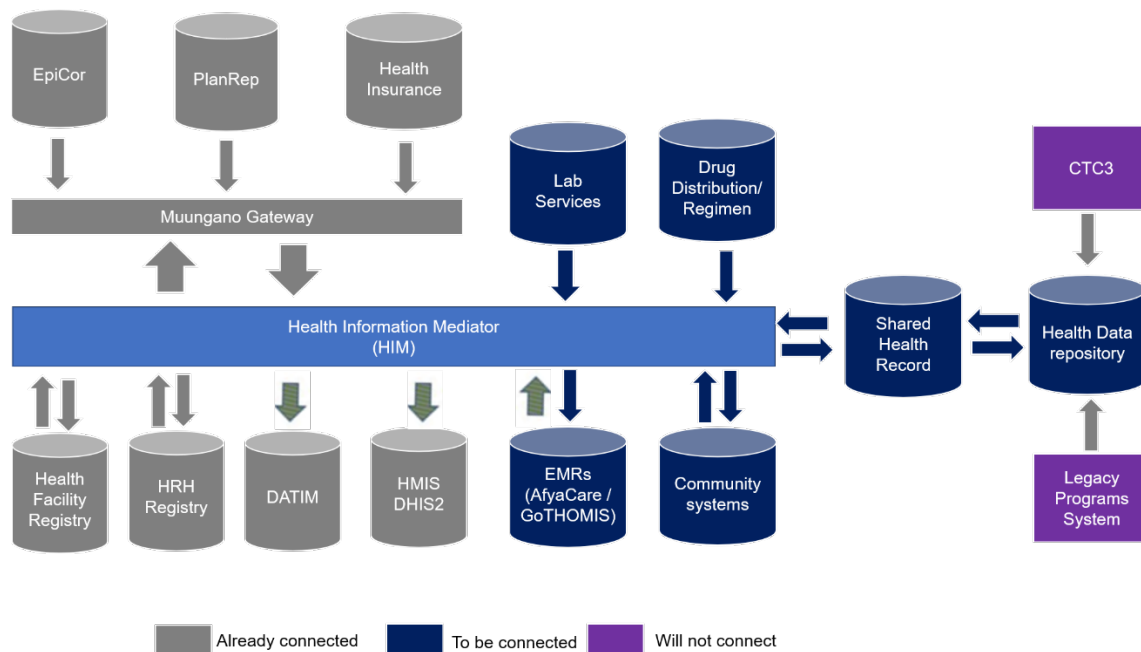 EpiCor
PlanRep
Health
Insurance
Muungano Gateway
Lab
Services
Drug
Distribution/
Regimen
CTC3
Health Information Mediator
(HIM)
Shared
Health
Record
Health Data
repository
Health
Facility
Registry
HRH
Registry
DATIM
HMIS
DHIS2
EMRs
(AfyaCare /
GoTHOMIS)
Community
systems
Legacy
Programs
System
Already connected
To be connected
Will not connect